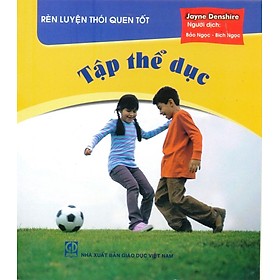 RÈN LUYỆN THÓI QUEN TỐT
Jayne Denshire
Người dịch:
Bảo Ngọc - Bích Ngọc
Tập thể dục
NHÀ XUẤT BẢN GIÁO DỤC VIỆT NAM